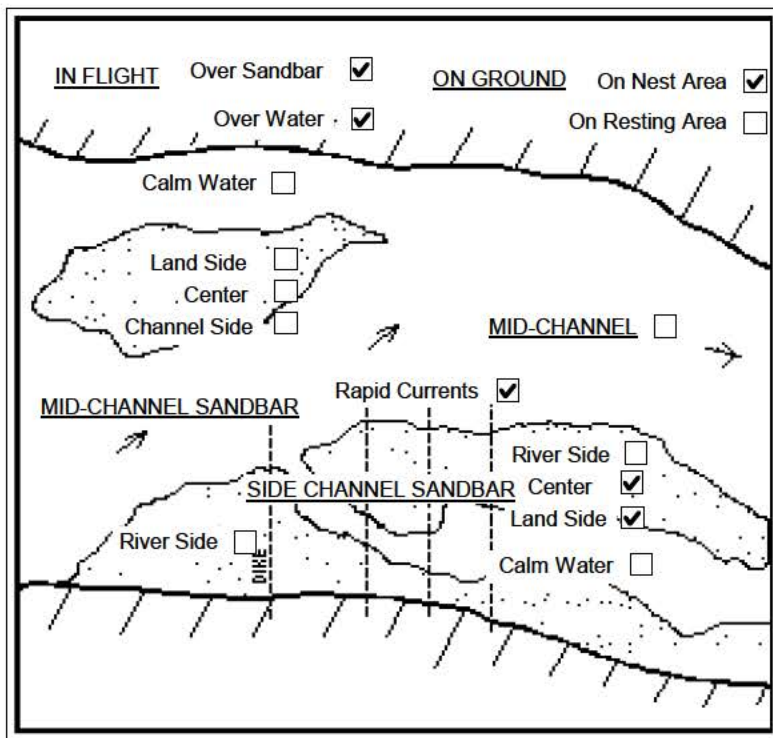 IN FLIGHT Over Sandbar ON GROUND On Nest Area
Over Water On Resting Area
Calm Water
Land Side
Center
Channel Side MID-CHANNEL
Rapid Currents
MID-CHANNEL SANDBAR
River Side
SIDE CHANNEL SANDBAR Center
Land Side
River Side
Calm Water
DIKE